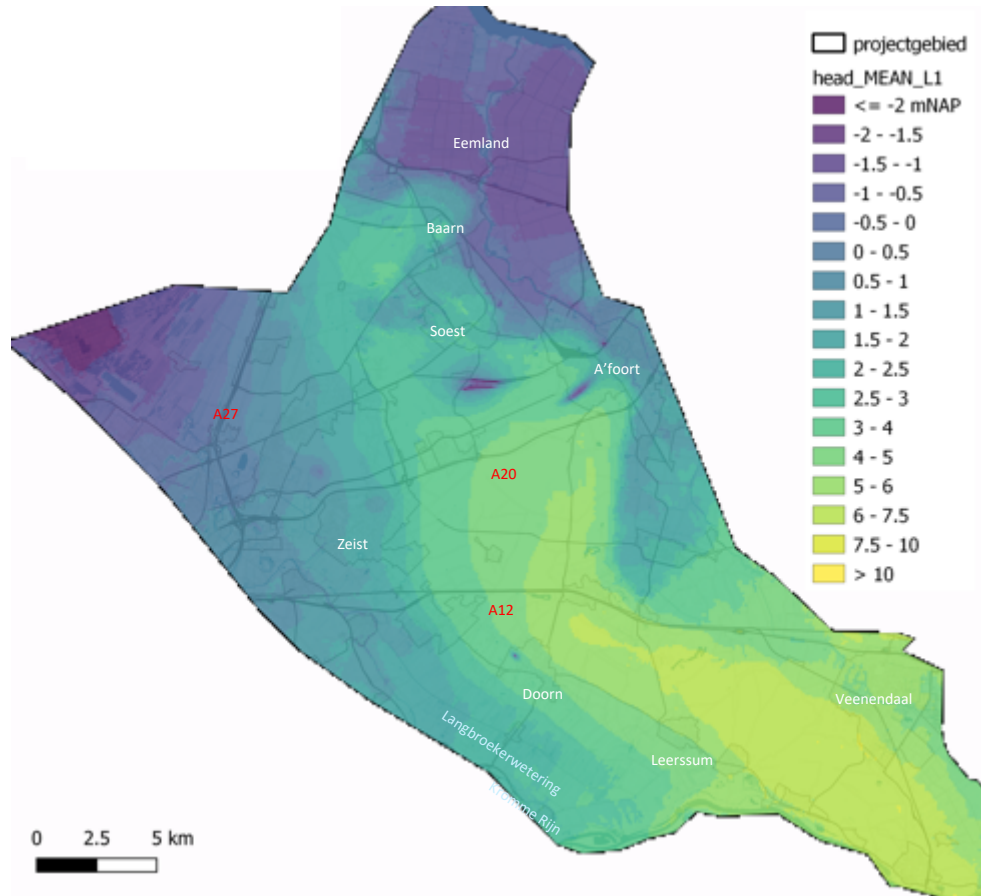 projectgebied
head_MEAN_L1
<= -2 mNAP
-2 - -1.5
-1.5 - -1
-1 - -0.5
-0.5 - 0
0 - 0.5
0.5 - 1
1 - 1.5
1.5 - 2
2 - 2.5
2.5 - 3
3 - 4
4 - 5
5 - 6
6 - 7.5
7.5 - 10
> 10
Eemland
Baarn
Soest
A'foort
A27
A20
Zeist
A12
Doorn
Veenendaal
Langbroekerwetering
Leerssum
Kromme Rijn
0 2.5 5 km